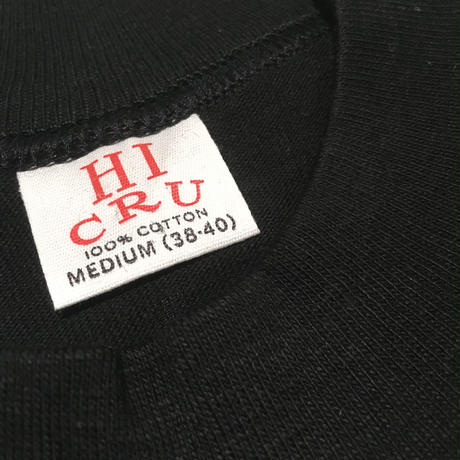 HI
CRU
100% COTTON
MEDIUM (38-40)